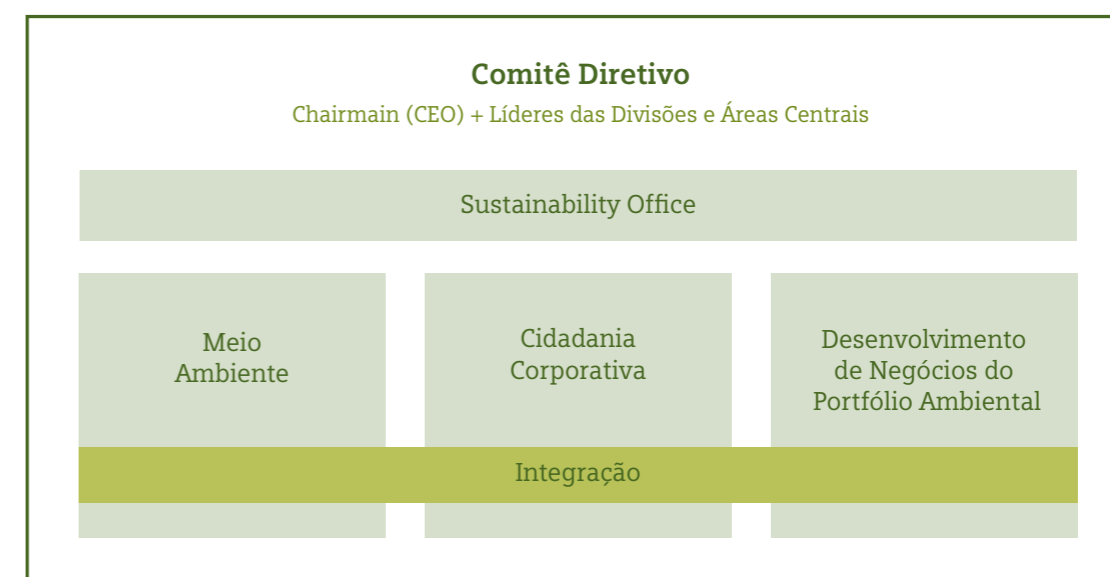 Comitê Diretivo
Chairmain (CEO) + Líderes das Divisões e Áreas Centrais
Sustainability Office
Meio
Ambiente
Cidadania
Corporativa
Desenvolvimento
de Negócios do
Portfólio Ambiental
Integração